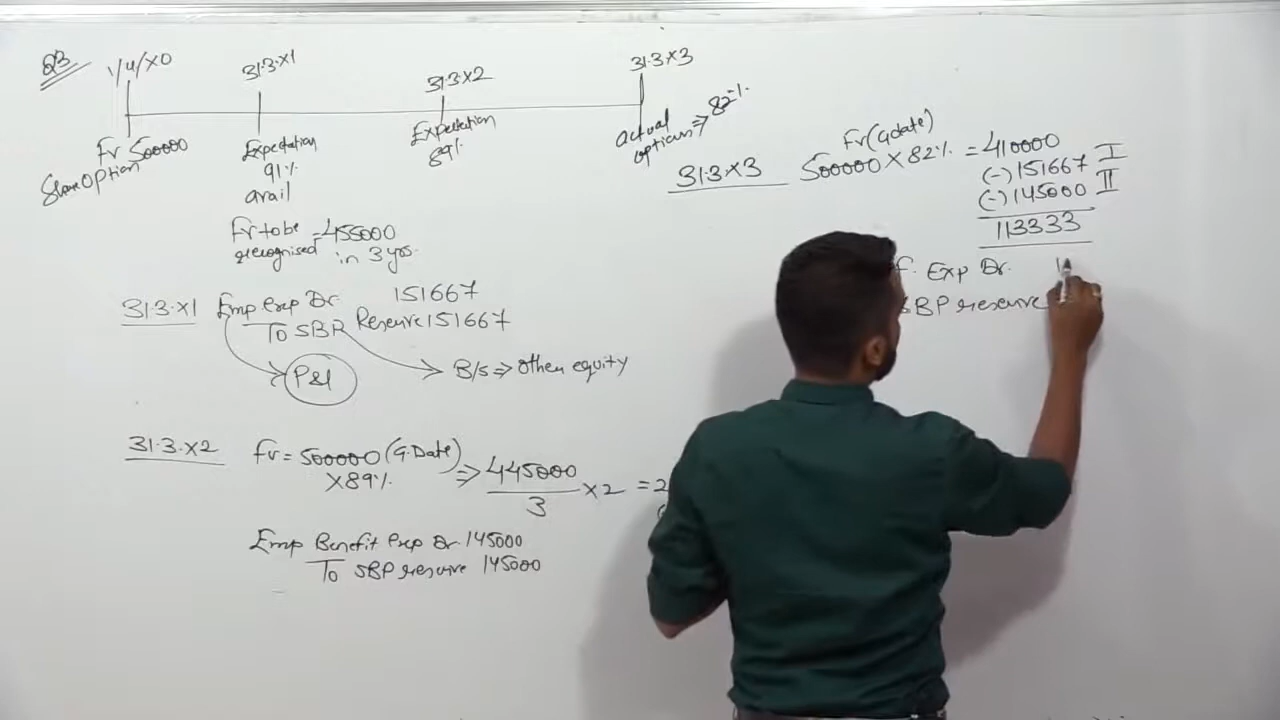 Q3
1/4/X0
31.3.X1
31.3.X2
31.3.X3
Fv 500000
Share Option
Expectation
91%
avail
Expectation
89%
Actual
options ⇒ 82%
Fv to be
recognised = 455000
in 3 yrs.
31.3.X1 Emp Exp Dr. 151667
To SBR Reserve 151667
P&l
B/s ⇒ Other equity
31.3.X2 Fv = 500000 (G.Date)
X89% ⇒ 445000
3
X2 = 2
Emp Benefit Exp Dr. 145000
To SBP reserve 145000
31.3.X3
Fv (G.date)
500000 X 82% = 410000
(-) 151667 I
(-) 145000 II
113333
Exp Dr. 1
SBP reserve